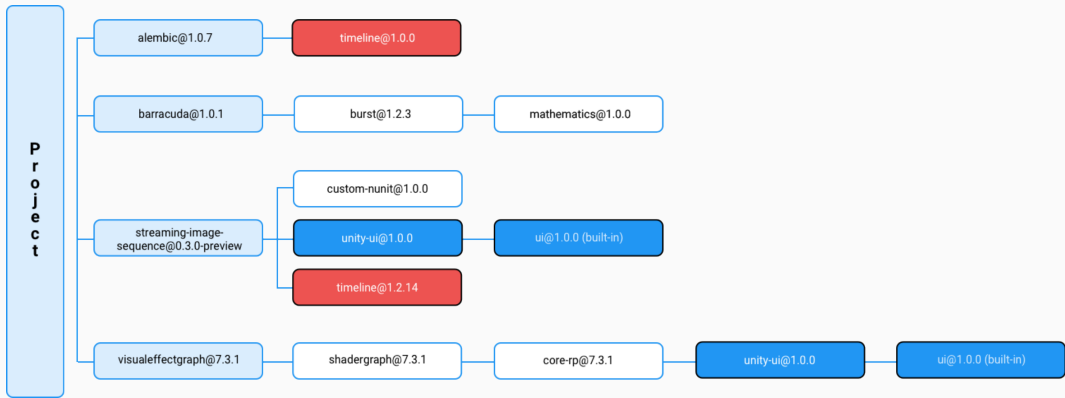 Project
alembic@1.0.7
timeline@1.0.0
barracuda@1.0.1
burst@1.2.3
mathematics@1.0.0
custom-nunit@1.0.0
streaming-image-
sequence@0.3.0-preview
unity-ui@1.0.0
ui@1.0.0 (built-in)
timeline@1.2.14
visualeffectgraph@7.3.1
shadergraph@7.3.1
core-rp@7.3.1
unity-ui@1.0.0
ui@1.0.0 (built-in)